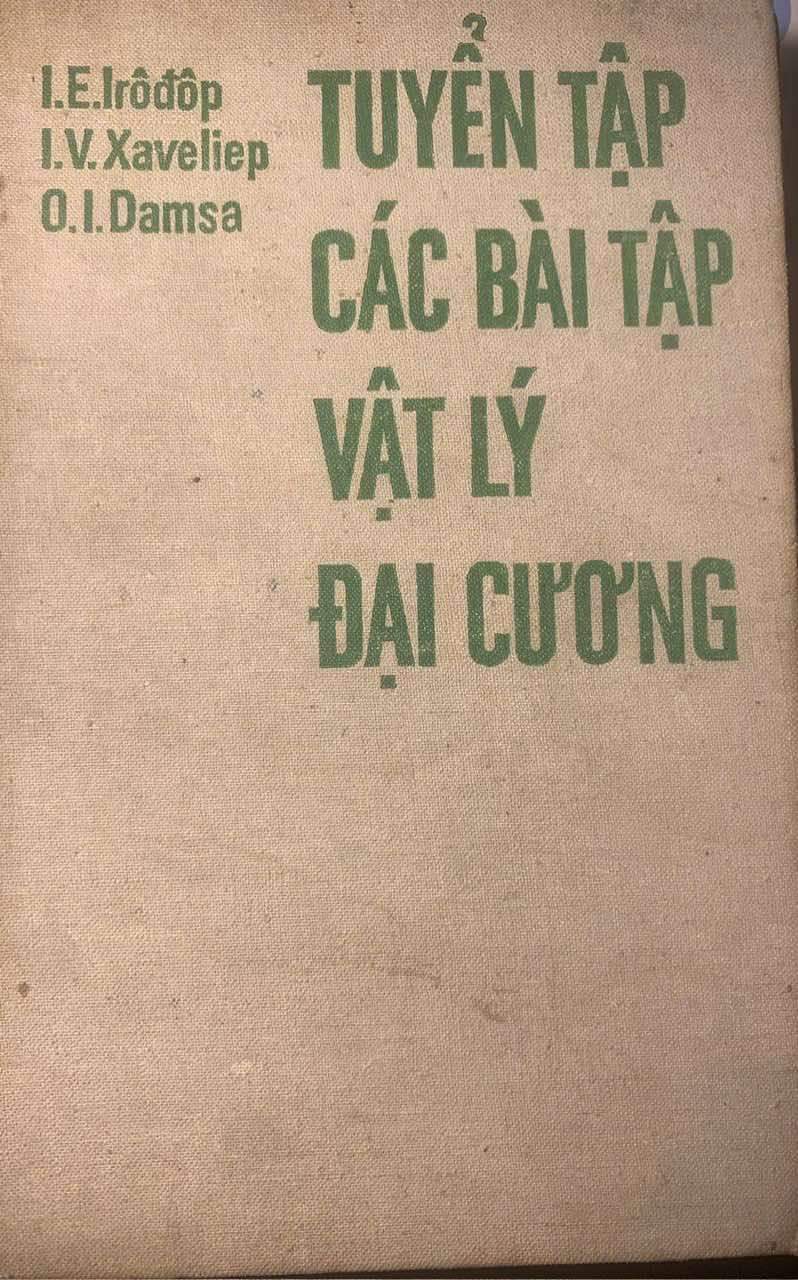 I.E.Irôđôp
I.V.Xaveliep
O.I.Damsa
TUYỂN TẬP
CÁC BÀI TẬP
VẬT LÝ
ĐẠI CƯƠNG